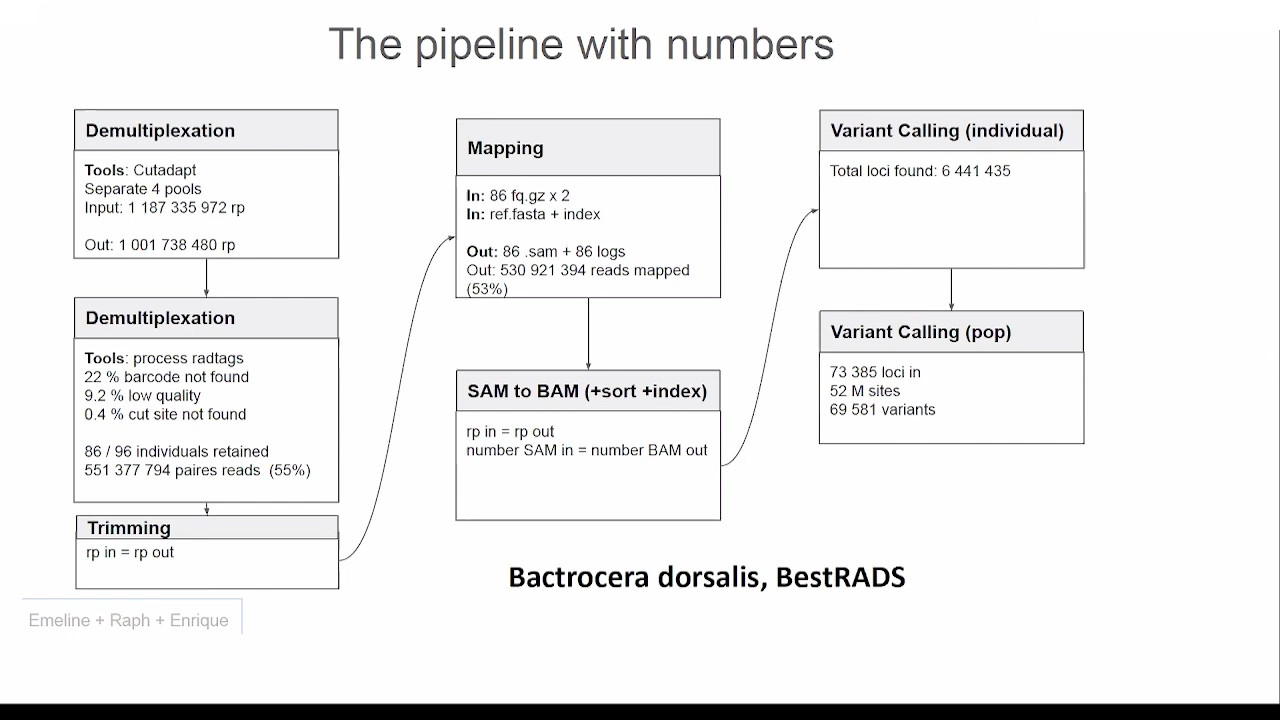 The pipeline with numbers
Demultiplexation
Tools: Cutadapt
Separate 4 pools
Input: 1 187 335 972 rp
Out: 1 001 738 480 rp
Demultiplexation
Tools: process radtags
22 % barcode not found
9.2 % low quality
0.4 % cut site not found
86 / 96 individuals retained
551 377 794 paires reads (55%)
Trimming
rp in = rp out
Mapping
In: 86 fq.gz x 2
In: ref.fasta + index
Out: 86 .sam + 86 logs
Out: 530 921 394 reads mapped
(53%)
SAM to BAM (+sort +index)
rp in = rp out
number SAM in = number BAM out
Variant Calling (individual)
Total loci found: 6 441 435
Variant Calling (pop)
73 385 loci in
52 M sites
69 581 variants
Bactrocera dorsalis, BestRADS
Emeline + Raph + Enrique